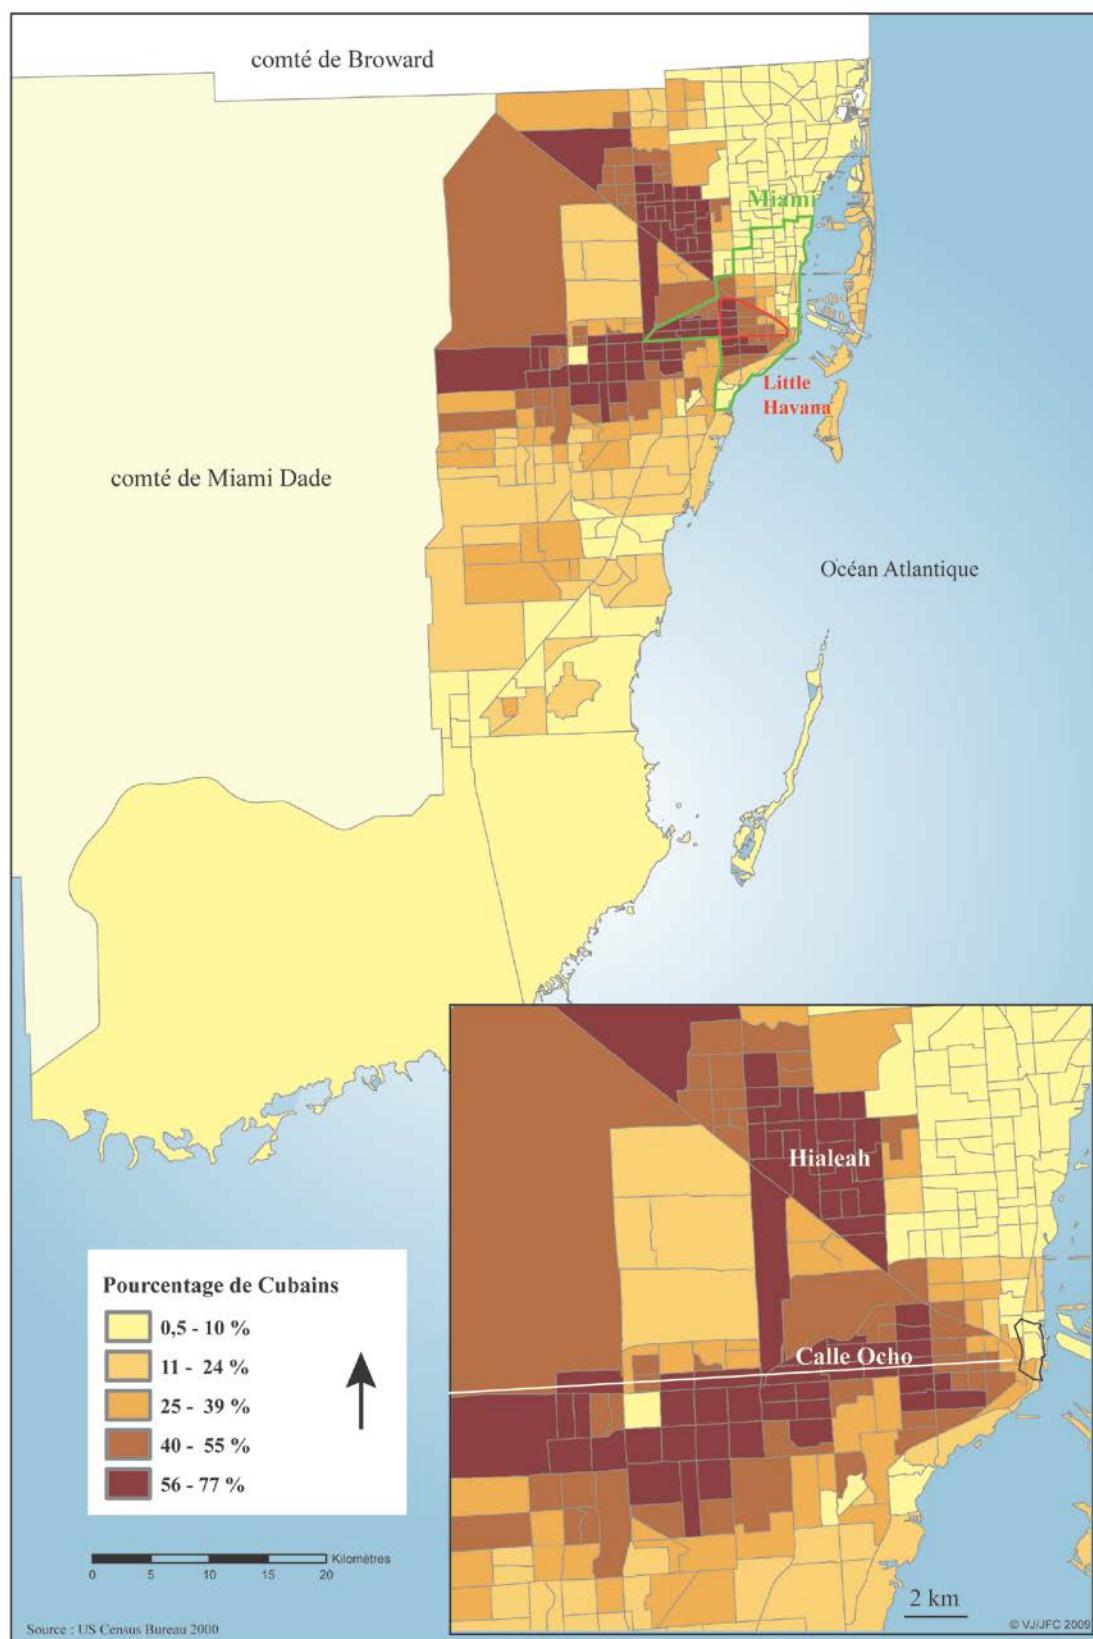 comté de Broward
Miami
Little
Havana
comté de Miami Dade
Océan Atlantique
Hialeah
Calle Ocho
2 km
© VJ/JFC 2009
Pourcentage de Cubains
0,5 - 10 %
11 - 24 %
25 - 39 %
40 - 55 %
56 - 77 %
Kilomètres
0 5 10 15 20
Source : US Census Bureau 2000